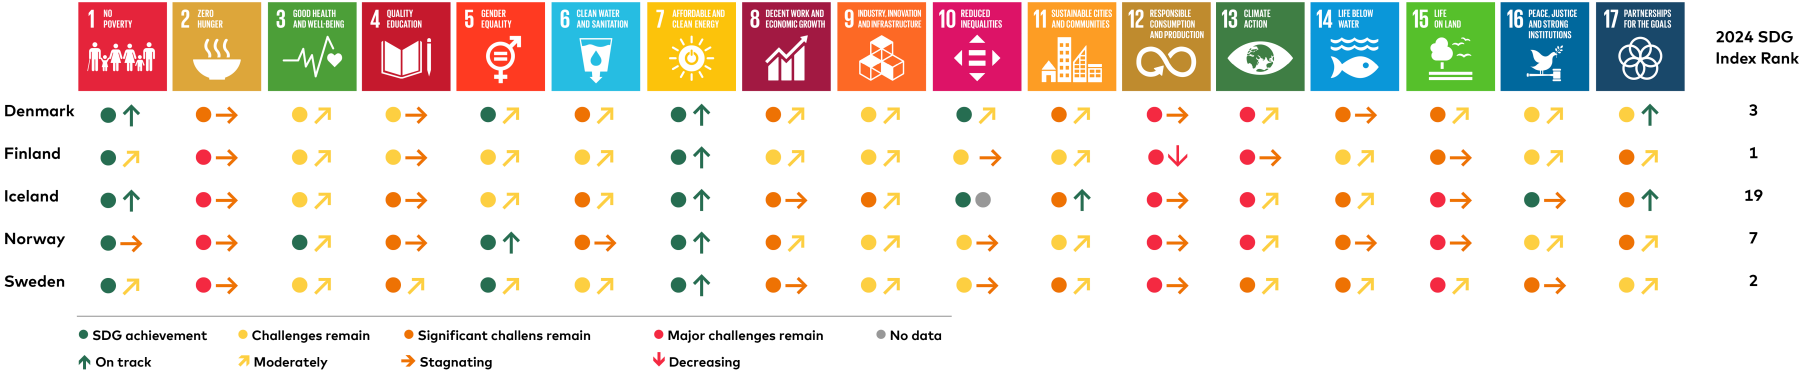 1 NO POVERTY
2 ZERO HUNGER
3 GOOD HEALTH AND WELL-BEING
4 QUALITY EDUCATION
5 GENDER EQUALITY
6 CLEAN WATER AND SANITATION
7 AFFORDABLE AND CLEAN ENERGY
8 DECENT WORK AND ECONOMIC GROWTH
9 INDUSTRY, INNOVATION AND INFRASTRUCTURE
10 REDUCED INEQUALITIES
11 SUSTAINABLE CITIES AND COMMUNITIES
12 RESPONSIBLE CONSUMPTION AND PRODUCTION
13 CLIMATE ACTION
14 LIFE BELOW WATER
15 LIFE ON LAND
16 PEACE, JUSTICE AND STRONG INSTITUTIONS
17 PARTNERSHIPS FOR THE GOALS
2024 SDG
Index Rank
Denmark 3
Finland 1
Iceland 19
Norway 7
Sweden 2
SDG achievement Challenges remain Significant challens remain Major challenges remain No data
On track Moderately Stagnating Decreasing